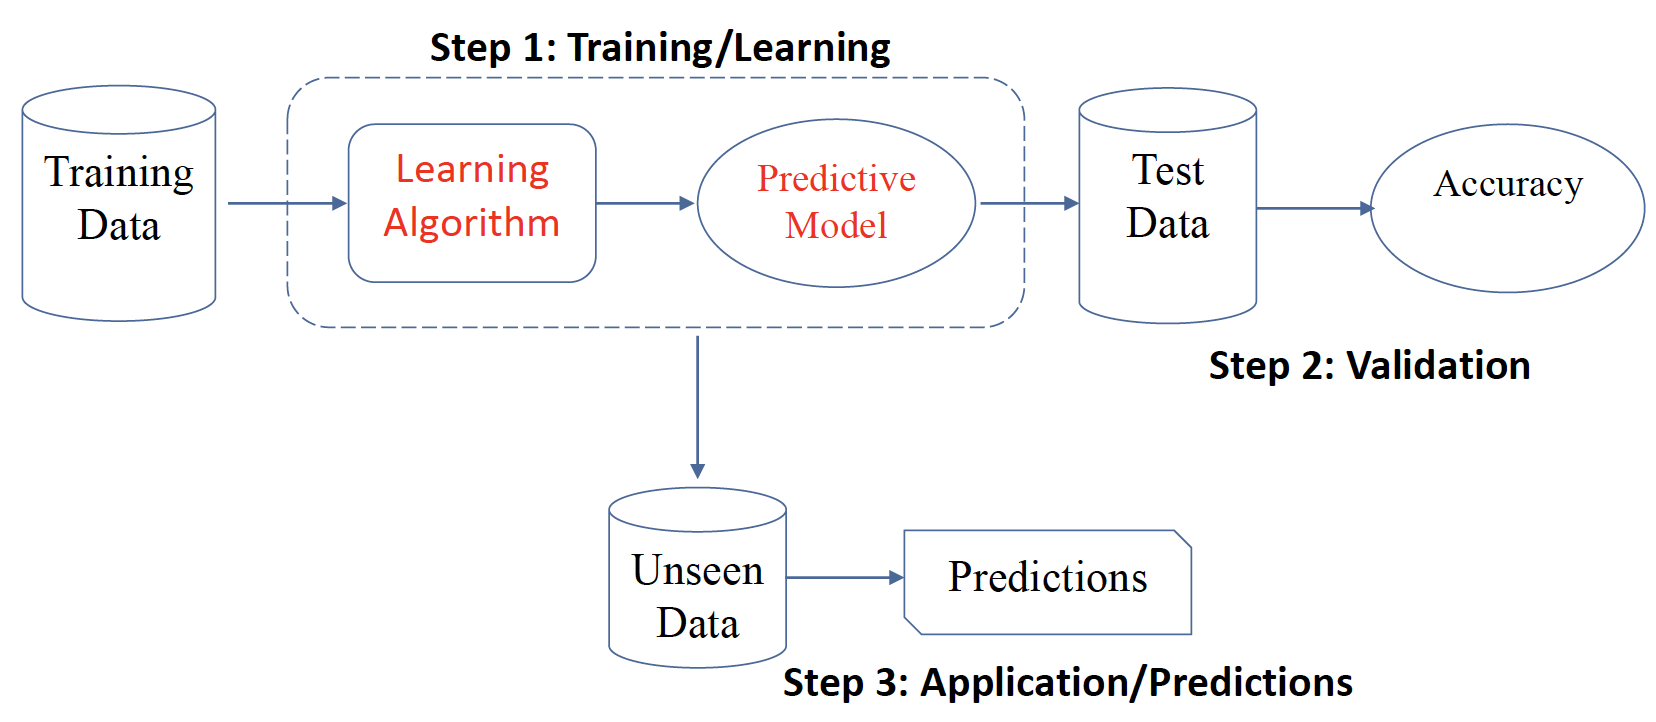 Step 1: Training/Learning
Training
Data
Learning
Algorithm
Predictive
Model
Test
Data
Accuracy
Step 2: Validation
Unseen
Data
Predictions
Step 3: Application/Predictions